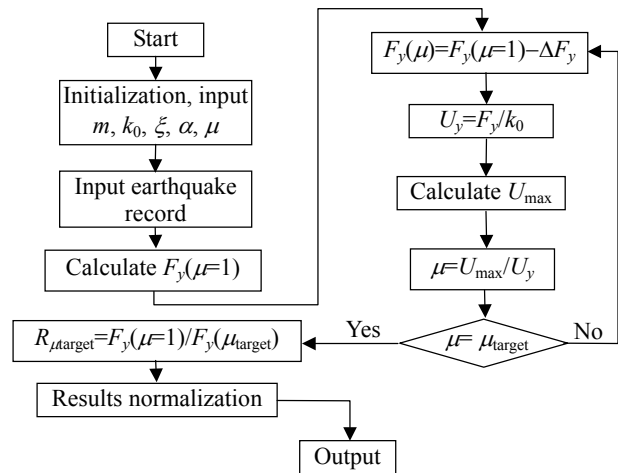 Start
Initialization, input
m, k₀, ξ, α, μ
Input earthquake
record
Calculate Fy(μ=1)
Fy(μ)=Fy(μ=1)−ΔFy
Uy=Fy/k₀
Calculate Umax
μ=Umax/Uy
μ= μtarget
Yes
No
Rμtarget=Fy(μ=1)/Fy(μtarget)
Results normalization
Output